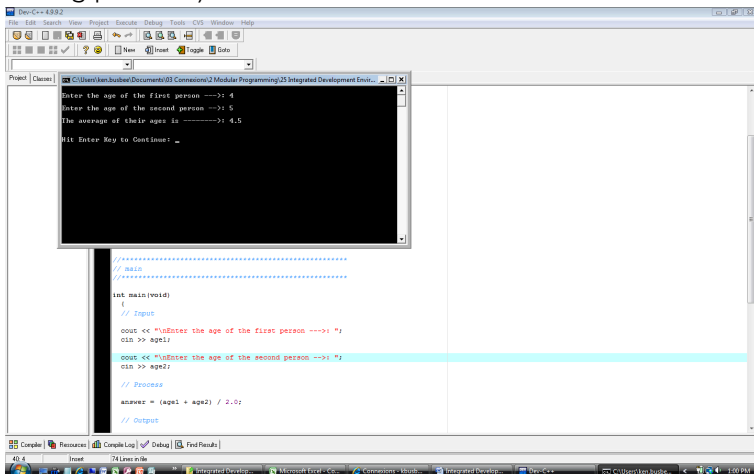 Dev-C++ 4.9.9.2
File Edit Search View Project Execute Debug Tools CVS Window Help
New Insert Toggle Goto
Project Classes
C:\Users\ken.busbee\Documents\03 Connexions\2 Modular Programming\25 Integrated Development Envir...
Enter the age of the first person --->: 4
Enter the age of the second person -->: 5
The average of their ages is -------->: 4.5
Hit Enter Key to Continue: _
//******************************************************
// main
//******************************************************
int main(void)
{
// Input
cout << "\nEnter the age of the first person --->: ";
cin >> age1;
cout << "\nEnter the age of the second person -->: ";
cin >> age2;
// Process
answer = (age1 + age2) / 2.0;
// Output
Compiler Resources Compile Log Debug Find Results
40: 4 Insert 74 Lines in file
Integrated Develop... Microsoft Excel - Co... Connexions - kbusb... Integrated Develop... Dev-C++ C:\Users\ken.busbe... 1:00 PM